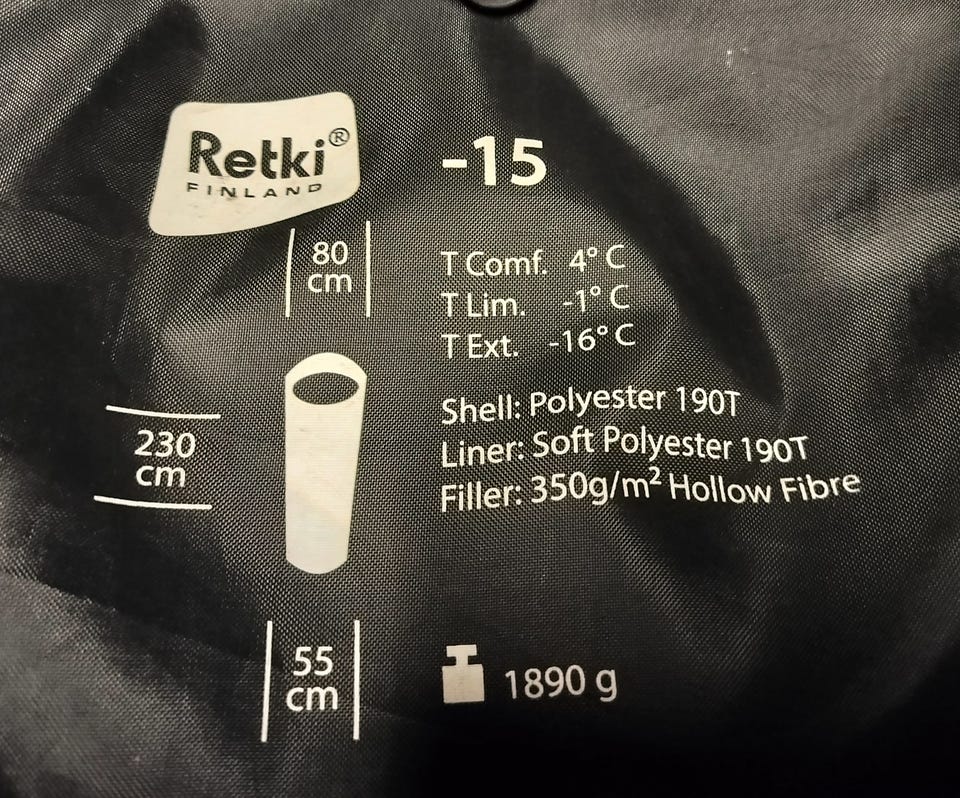 Retki®
FINLAND
-15
80
cm
T Comf. 4° C
T Lim. -1° C
T Ext. -16° C
Shell: Polyester 190T
Liner: Soft Polyester 190T
Filler: 350g/m² Hollow Fibre
230
cm
55
cm
1890 g